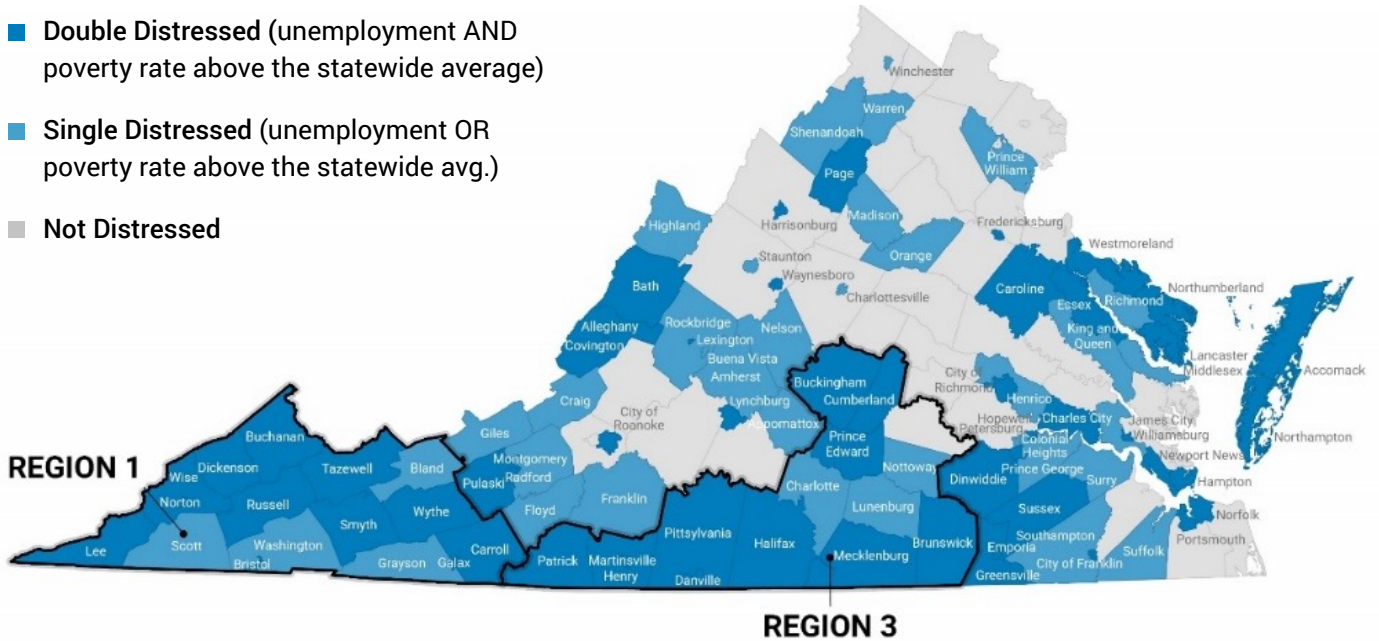 Double Distressed (unemployment AND
poverty rate above the statewide average)
Single Distressed (unemployment OR
poverty rate above the statewide avg.)
Not Distressed
Winchester
Warren
Shenandoah
Prince
William
Page
Madison
Harrisonburg
Fredericksburg
Highland
Orange
Westmoreland
Staunton
Waynesboro
Bath
Caroline
Northumberland
Charlottesville
Essex
Richmond
Alleghany
Covington
Rockbridge
Lexington
Nelson
King and
Queen
Buena Vista
Amherst
Lancaster
Middlesex
Accomack
City of
Richmond
Buckingham
Cumberland
Craig
Lynchburg
Henrico
City of
Roanoke
Appomattox
Hopewell
Petersburg
Charles City
James City
Williamsburg
Giles
Prince
Edward
Colonial
Heights
Northampton
Buchanan
Newport News
REGION 1
Dickenson
Wise
Tazewell
Bland
Montgomery
Radford
Pulaski
Nottoway
Dinwiddie
Prince George
Surry
Hampton
Norton
Russell
Wythe
Floyd
Franklin
Charlotte
Lunenburg
Sussex
Norfolk
Smyth
Pittsylvania
Southampton
Emporia
Portsmouth
Lee
Scott
Washington
Bristol
Carroll
Grayson
Galax
Patrick
Martinsville
Henry
Halifax
Brunswick
Mecklenburg
Suffolk
City of Franklin
Greensville
Danville
REGION 3